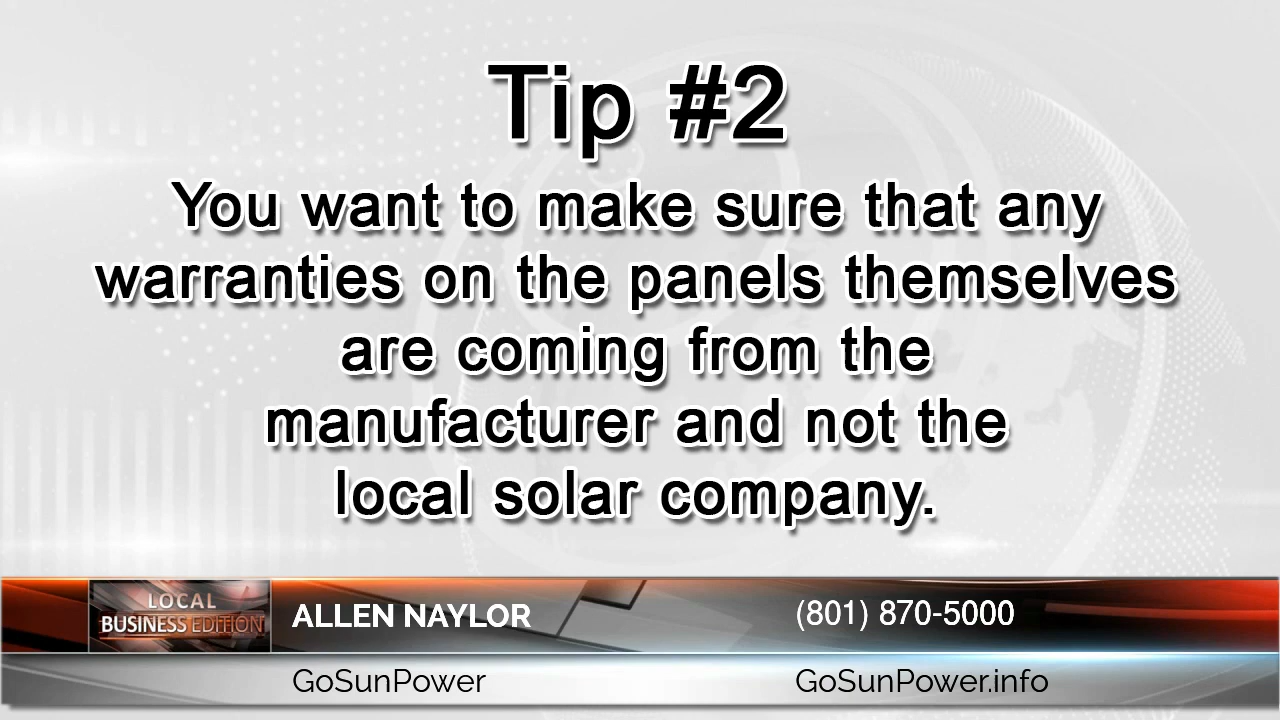 Tip #2
You want to make sure that any
warranties on the panels themselves
are coming from the
manufacturer and not the
local solar company.
LOCAL
BUSINESS EDITION
ALLEN NAYLOR
(801) 870-5000
GoSunPower
GoSunPower.info